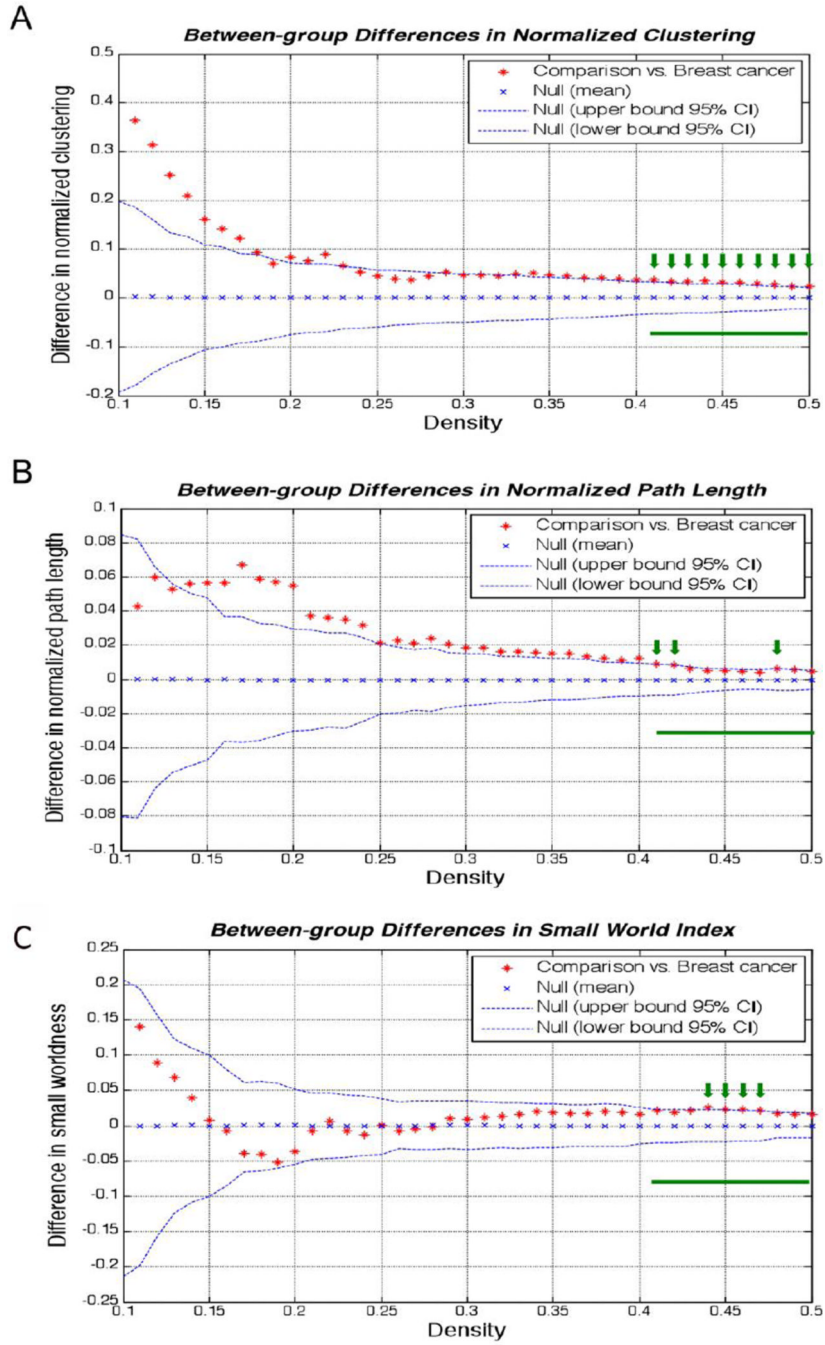 A
Between-group Differences in Normalized Clustering
Comparison vs. Breast cancer
Null (mean)
Null (upper bound 95% CI)
Null (lower bound 95% CI)
Difference in normalized clustering
0.5
0.4
0.3
0.2
0.1
0
-0.1
-0.2
0.1 0.15 0.2 0.25 0.3 0.35 0.4 0.45 0.5
Density
B
Between-group Differences in Normalized Path Length
Comparison vs. Breast cancer
Null (mean)
Null (upper bound 95% CI)
Null (lower bound 95% CI)
Difference in normalized path length
0.1
0.08
0.06
0.04
0.02
0
-0.02
-0.04
-0.06
-0.08
-0.1
0.1 0.15 0.2 0.25 0.3 0.35 0.4 0.45 0.5
Density
C
Between-group Differences in Small World Index
Comparison vs. Breast cancer
Null (mean)
Null (upper bound 95% CI)
Null (lower bound 95% CI)
Difference in small worldness
0.25
0.2
0.15
0.1
0.05
0
-0.05
-0.1
-0.15
-0.2
-0.25
0.1 0.15 0.2 0.25 0.3 0.35 0.4 0.45 0.5
Density